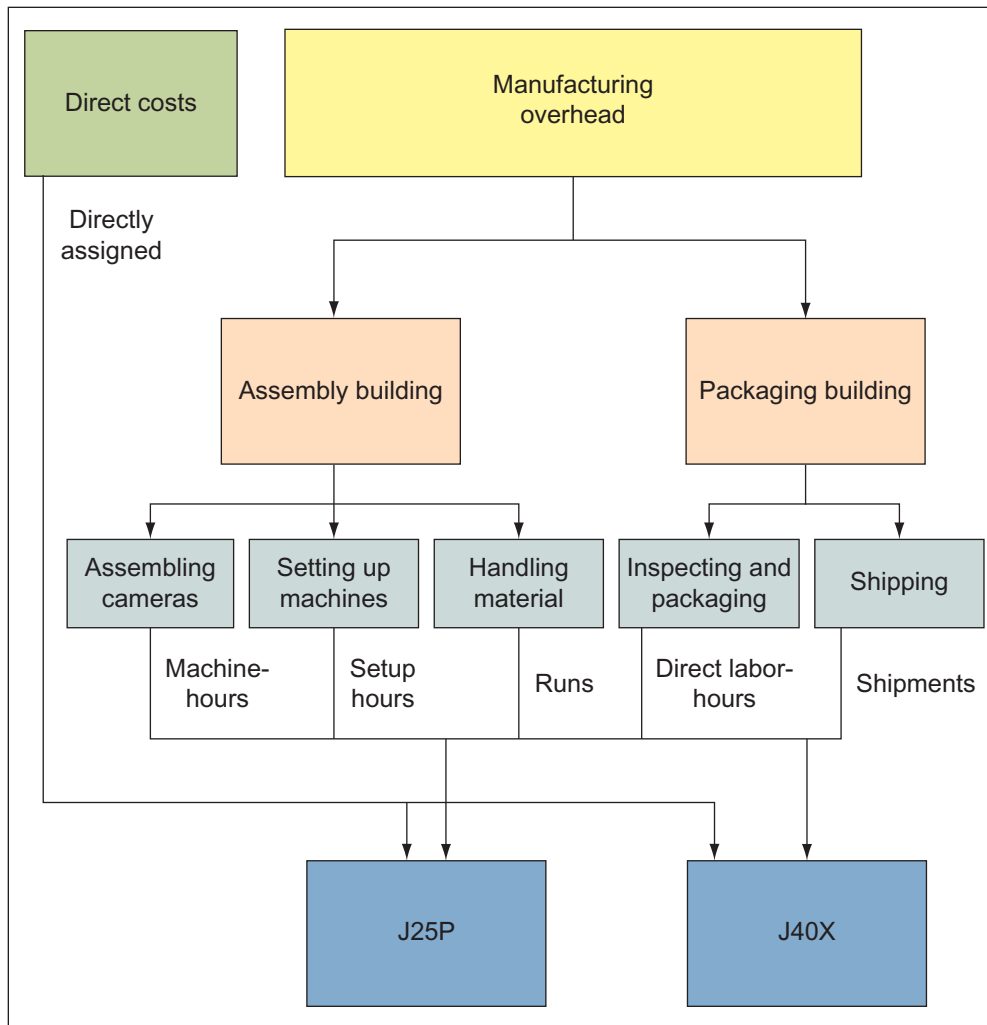 Direct costs
Manufacturing
overhead
Directly
assigned
Assembly building
Packaging building
Assembling
cameras
Setting up
machines
Handling
material
Inspecting and
packaging
Shipping
Machine-
hours
Setup
hours
Runs
Direct labor-
hours
Shipments
J25P
J40X